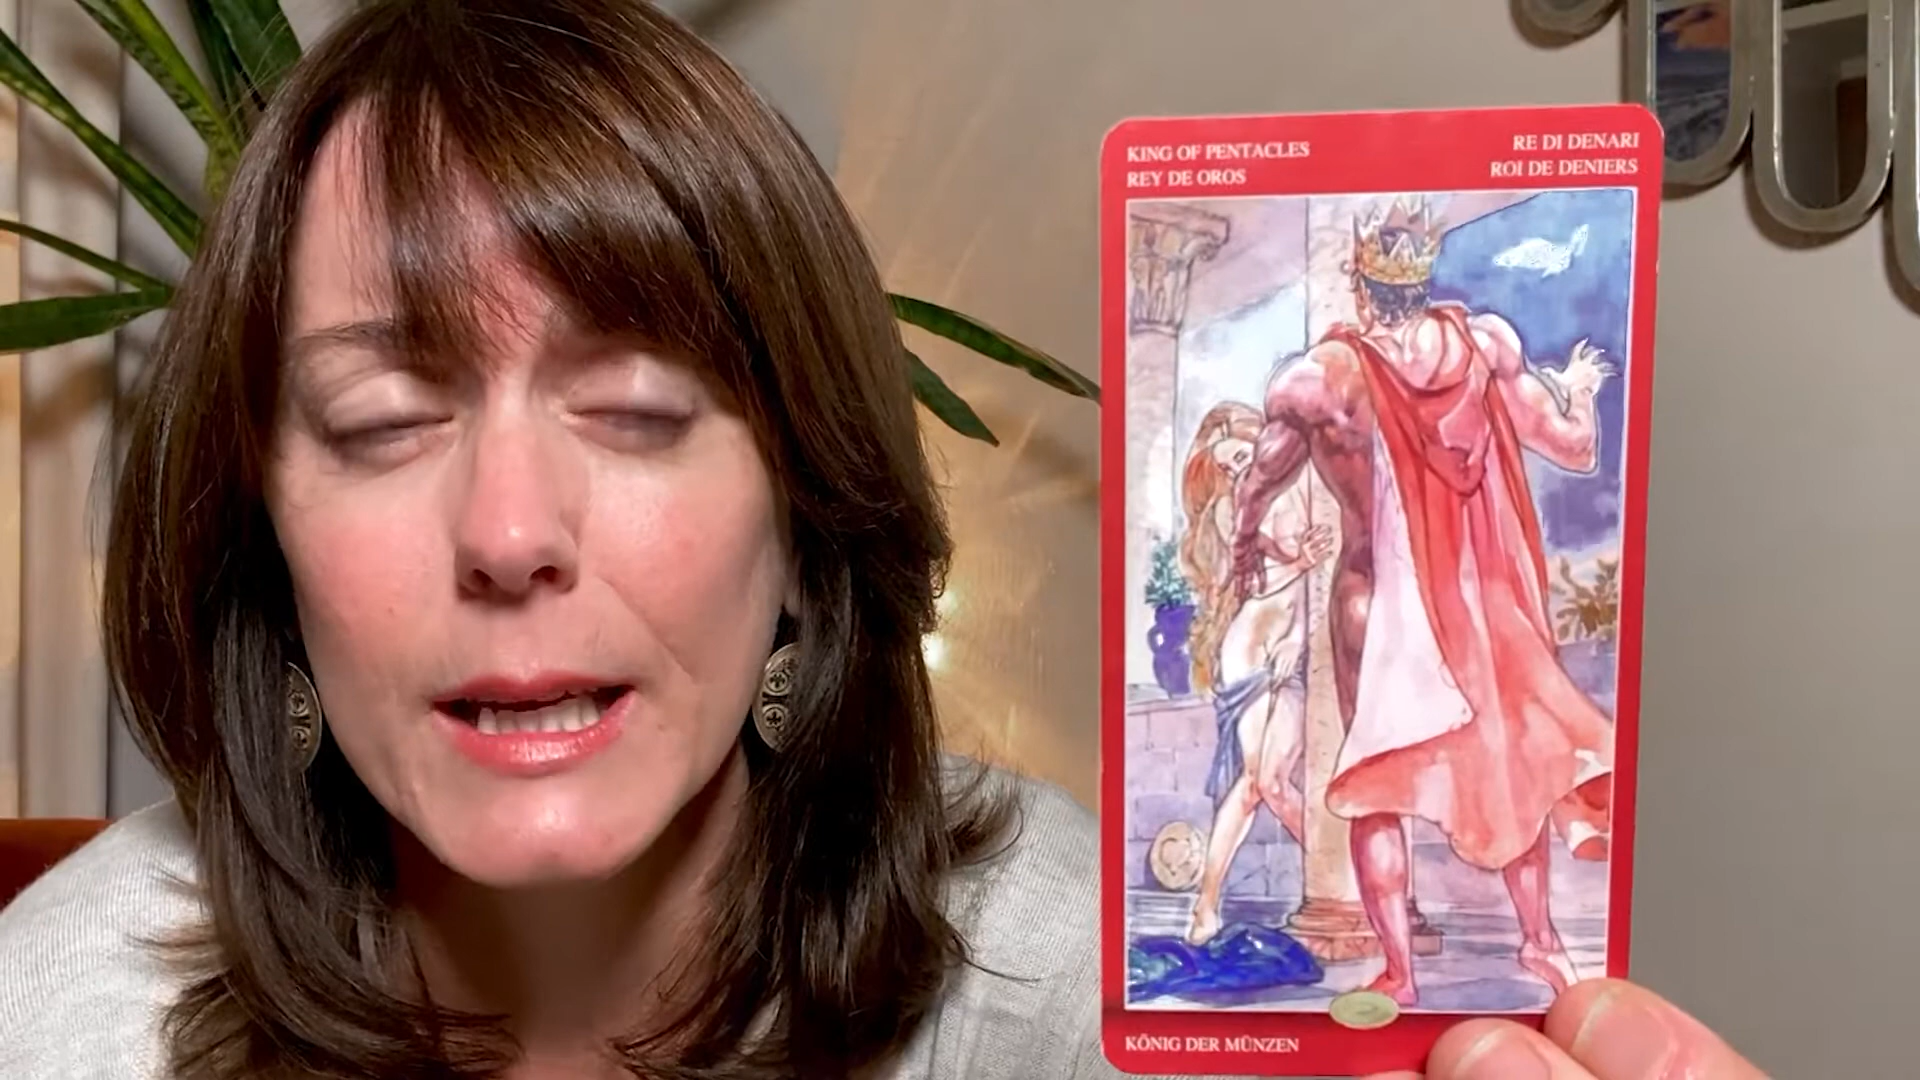 KING OF PENTACLES
REY DE OROS
RE DI DENARI
ROI DE DENIERS
KÖNIG DER MÜNZEN